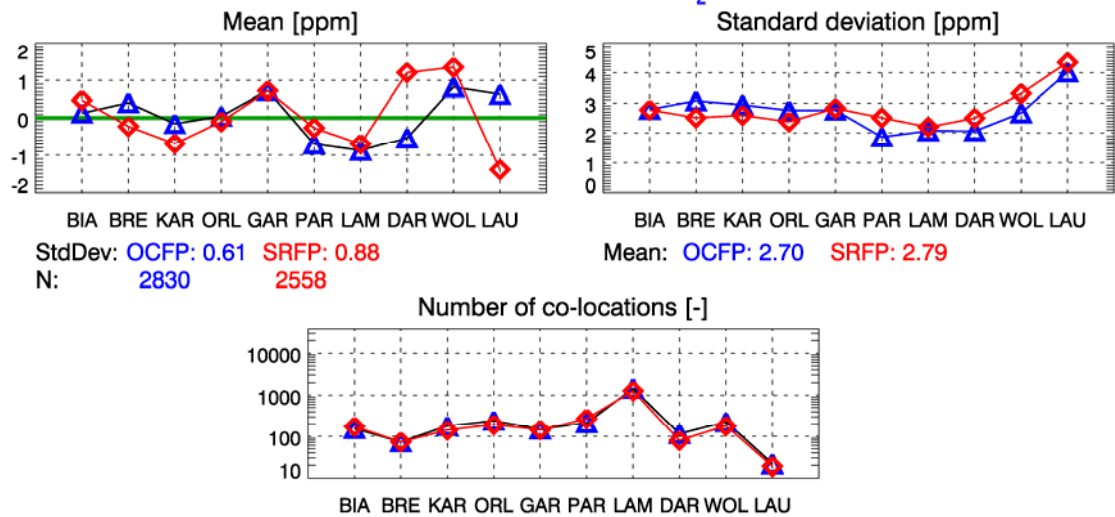 2
Mean [ppm]
Standard deviation [ppm]
2
1
0
-1
-2
5
4
3
2
1
0
BIA BRE KAR ORL GAR PAR LAM DAR WOL LAU
BIA BRE KAR ORL GAR PAR LAM DAR WOL LAU
StdDev: OCFP: 0.61 SRFP: 0.88
Mean: OCFP: 2.70 SRFP: 2.79
N: 2830 2558
Number of co-locations [-]
10000
1000
100
10
BIA BRE KAR ORL GAR PAR LAM DAR WOL LAU